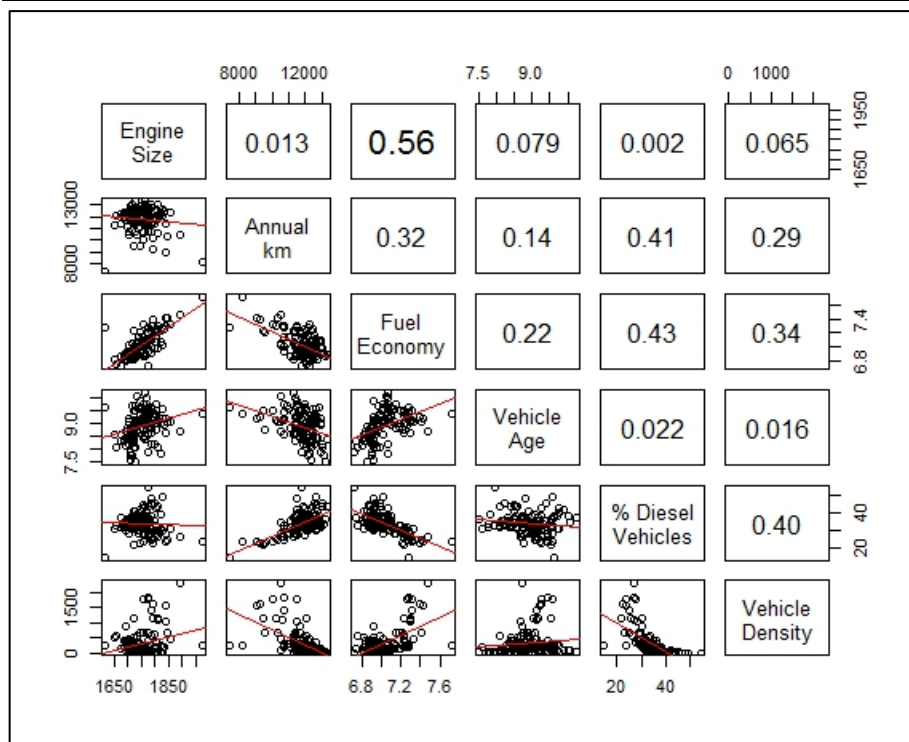 8000 12000 7.5 9.0 0 1000
Engine
Size
0.013 0.56 0.079 0.002 0.065
1650 1950
8000 13000
Annual
km
0.32 0.14 0.41 0.29
Fuel
Economy
0.22 0.43 0.34
6.8 7.4
7.5 9.0
Vehicle
Age
0.022 0.016
% Diesel
Vehicles
0.40
20 40
0 1500
Vehicle
Density
1650 1850 6.8 7.2 7.6 20 40